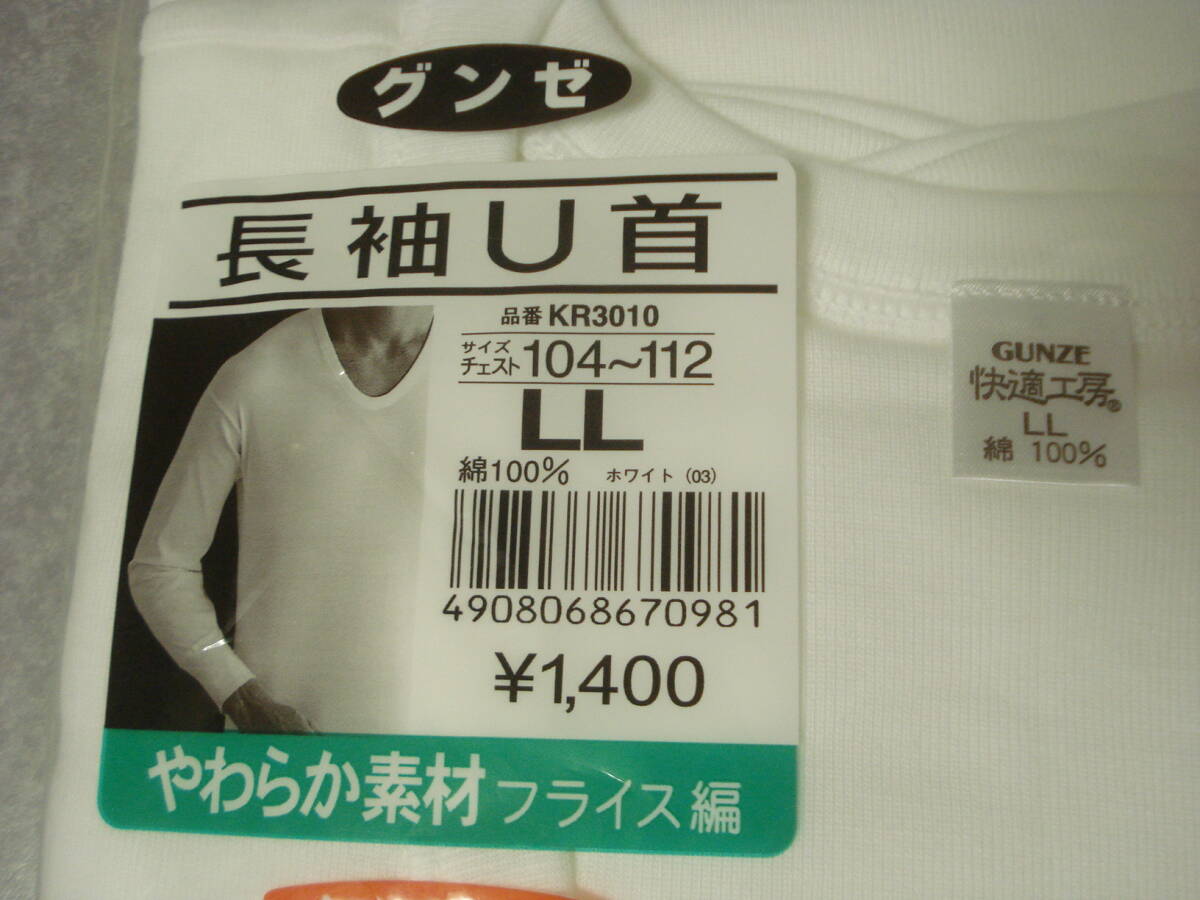 グンゼ
長袖U首
品番 KR3010
サイズ
チェスト 104~112
LL
綿100% ホワイト (03)
4908068670981
¥1,400
やわらか素材 フライス編
GUNZE
快適工房®
LL
綿 100%